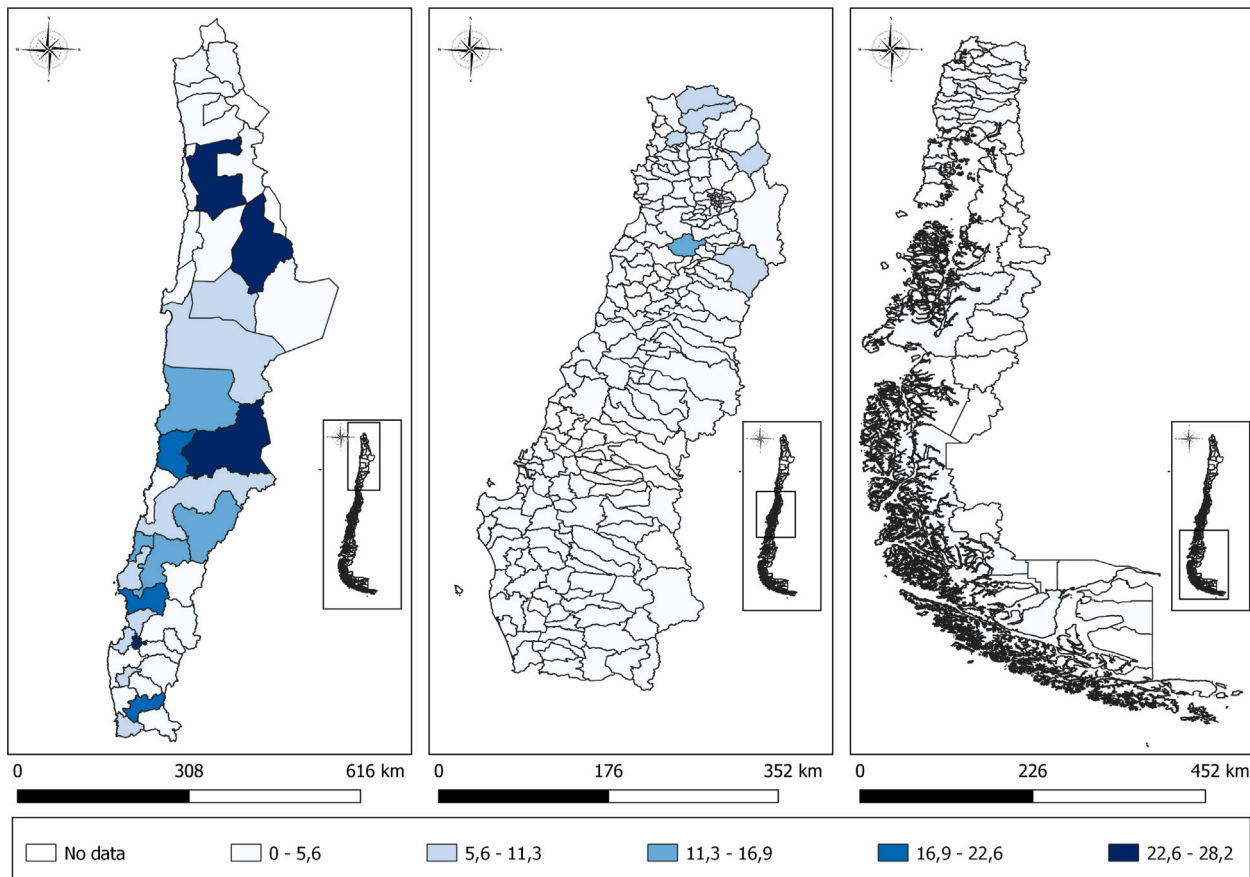 0 308 616 km
0 176 352 km
0 226 452 km
No data 0 - 5,6 5,6 - 11,3 11,3 - 16,9 16,9 - 22,6 22,6 - 28,2